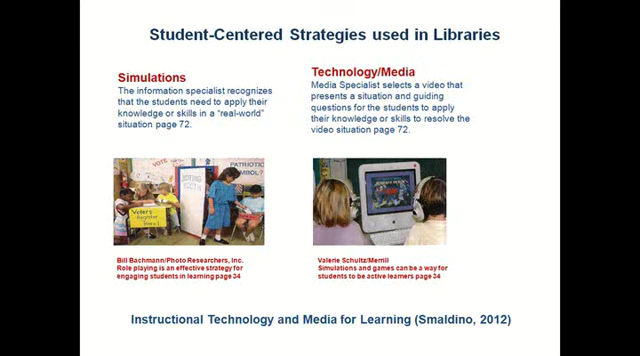 Student-Centered Strategies used in Libraries
Simulations
The information specialist recognizes
that the students need to apply their
knowledge or skills in a "real-world"
situation page 72.
Technology/Media
Media Specialist selects a video that
presents a situation and guiding
questions for the students to apply
their knowledge or skills to resolve the
video situation page 72.
VOTE
VOTING
BOOTH
PATRIOTIC
Voters
Register
Here!
Bill Bachmann/Photo Researchers, Inc.
Role playing is an effective strategy for
engaging students in learning page 34
Valerie Schultz/Merrill
Simulations and games can be a way for
students to be active learners page 34
Instructional Technology and Media for Learning (Smaldino, 2012)